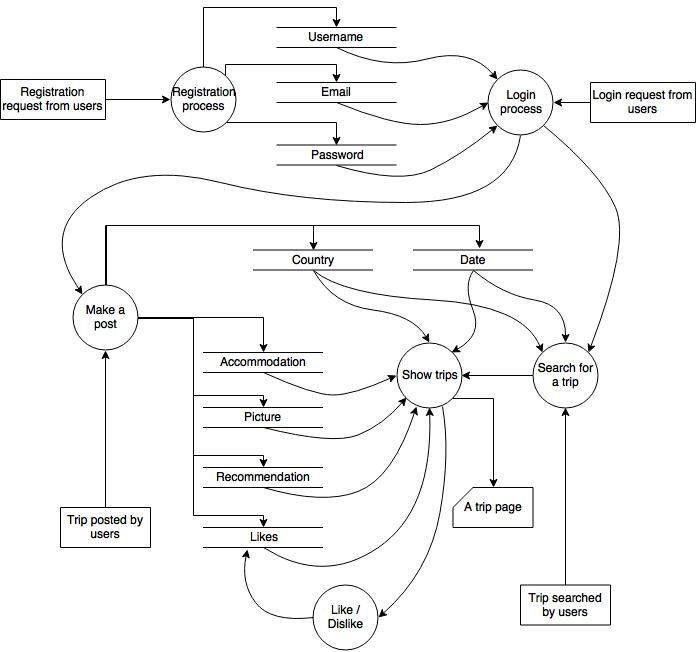 Username
Registration
request from users
Registration
process
Email
Login
process
Login request from
users
Password
Country
Date
Make a
post
Accommodation
Show trips
Search for
a trip
Picture
Recommendation
A trip page
Trip posted by
users
Likes
Like /
Dislike
Trip searched
by users